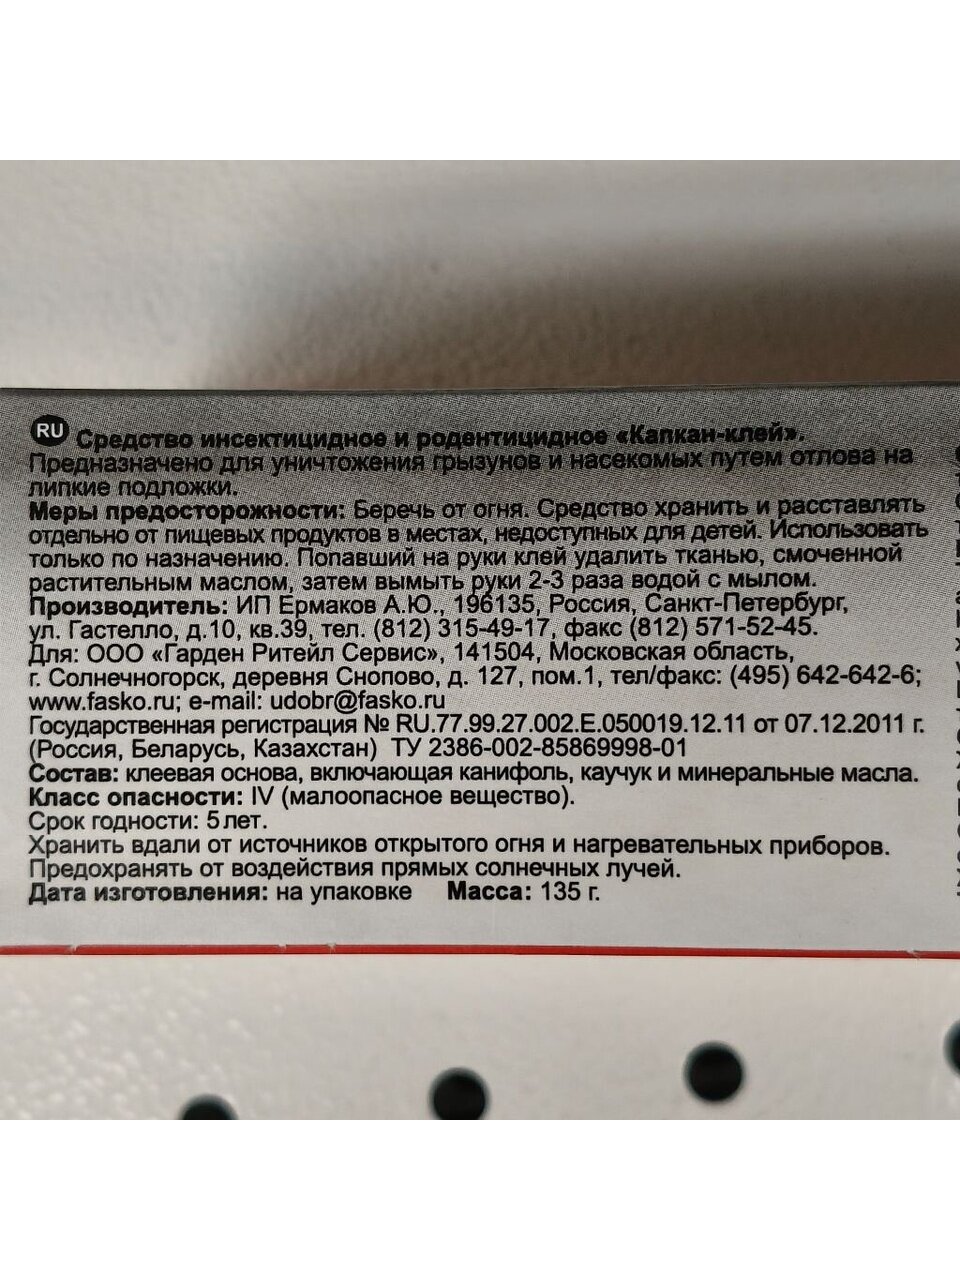 RU Средство инсектицидное и родентицидное «Капкан-клей».
Предназначено для уничтожения грызунов и насекомых путем отлова на
липкие подложки.
Меры предосторожности: Беречь от огня. Средство хранить и расставлять
отдельно от пищевых продуктов в местах, недоступных для детей. Использовать
только по назначению. Попавший на руки клей удалить тканью, смоченной
растительным маслом, затем вымыть руки 2-3 раза водой с мылом.
Производитель: ИП Ермаков А.Ю., 196135, Россия, Санкт-Петербург,
ул. Гастелло, д.10, кв.39, тел. (812) 315-49-17, факс (812) 571-52-45.
Для: ООО «Гарден Ритейл Сервис», 141504, Московская область,
г. Солнечногорск, деревня Снопово, д. 127, пом.1, тел/факс: (495) 642-642-6;
www.fasko.ru; e-mail: udobr@fasko.ru
Государственная регистрация № RU.77.99.27.002.Е.050019.12.11 от 07.12.2011 г.
(Россия, Беларусь, Казахстан) ТУ 2386-002-85869998-01
Состав: клеевая основа, включающая канифоль, каучук и минеральные масла.
Класс опасности: IV (малоопасное вещество).
Срок годности: 5 лет.
Хранить вдали от источников открытого огня и нагревательных приборов.
Предохранять от воздействия прямых солнечных лучей.
Дата изготовления: на упаковке Масса: 135 г.